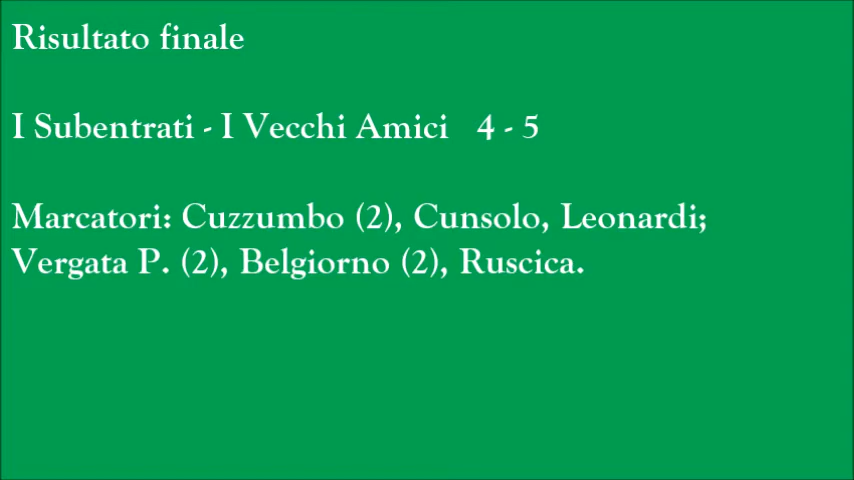 Risultato finale
I Subentrati - I Vecchi Amici 4 - 5
Marcatori: Cuzzumbo (2), Cunsolo, Leonardi;
Vergata P. (2), Belgiorno (2), Ruscica.